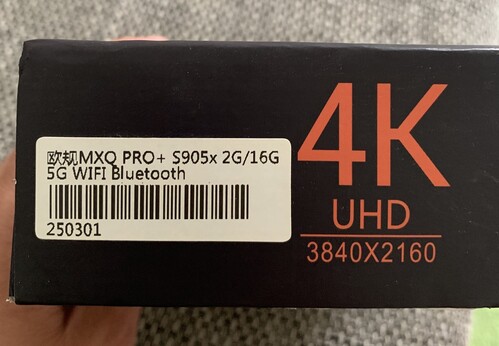 欧规MXQ PRO+ S905x 2G/16G
5G WIFI Bluetooth
250301
4K
UHD
3840X2160